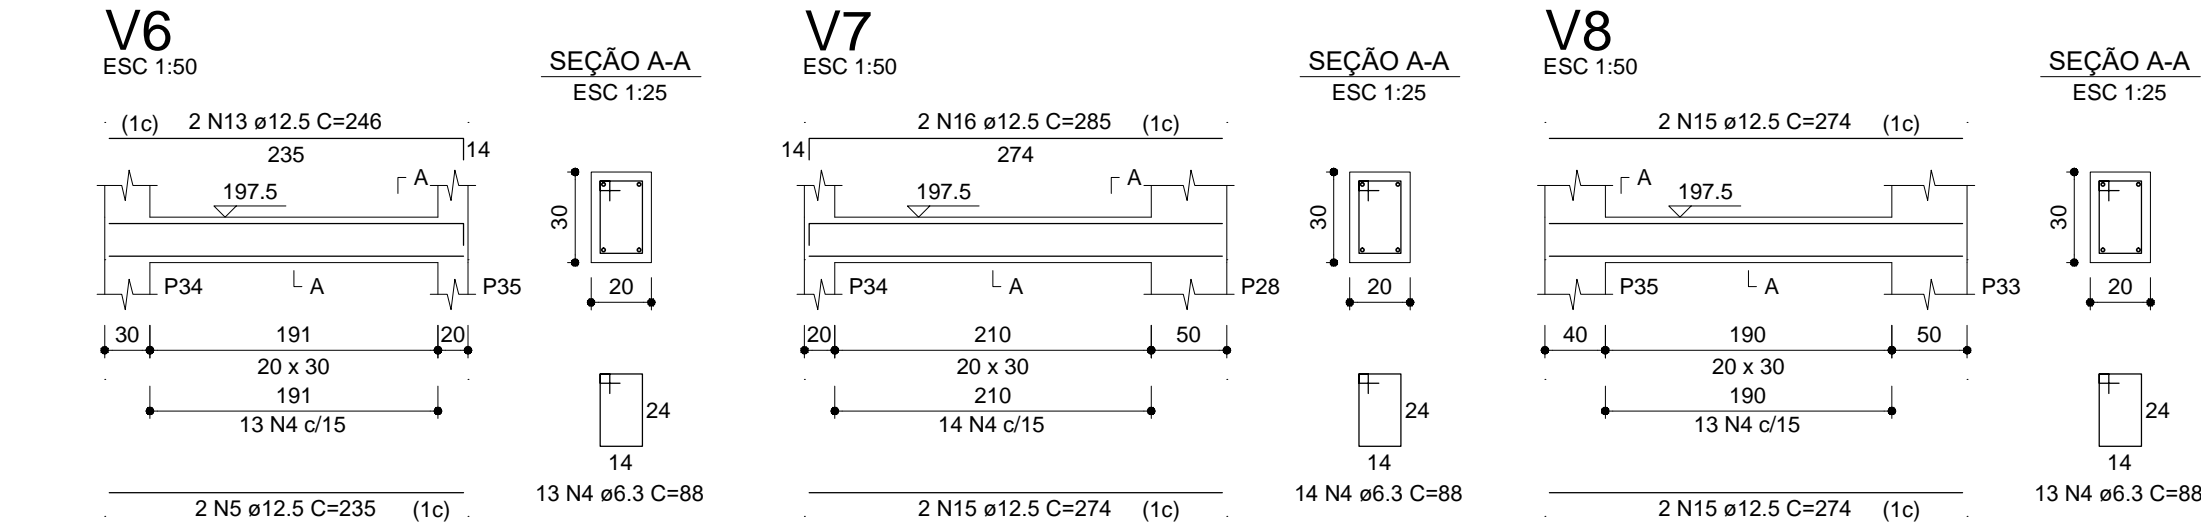 V6
ESC 1:50
SEÇÃO A-A
ESC 1:25
(1c) 2 N13 ø12.5 C=246
235
14
A
197.5
30
P34
A
P35
20
30
191
20
20 x 30
191
13 N4 c/15
24
14
13 N4 ø6.3 C=88
2 N5 ø12.5 C=235 (1c)
V7
ESC 1:50
SEÇÃO A-A
ESC 1:25
2 N16 ø12.5 C=285 (1c)
14
274
A
197.5
30
P34
A
P28
20
20
210
50
20 x 30
210
14 N4 c/15
24
14
14 N4 ø6.3 C=88
2 N15 ø12.5 C=274 (1c)
V8
ESC 1:50
SEÇÃO A-A
ESC 1:25
2 N15 ø12.5 C=274 (1c)
274
A
197.5
30
P35
A
P33
20
40
190
50
20 x 30
190
13 N4 c/15
24
14
13 N4 ø6.3 C=88
2 N15 ø12.5 C=274 (1c)